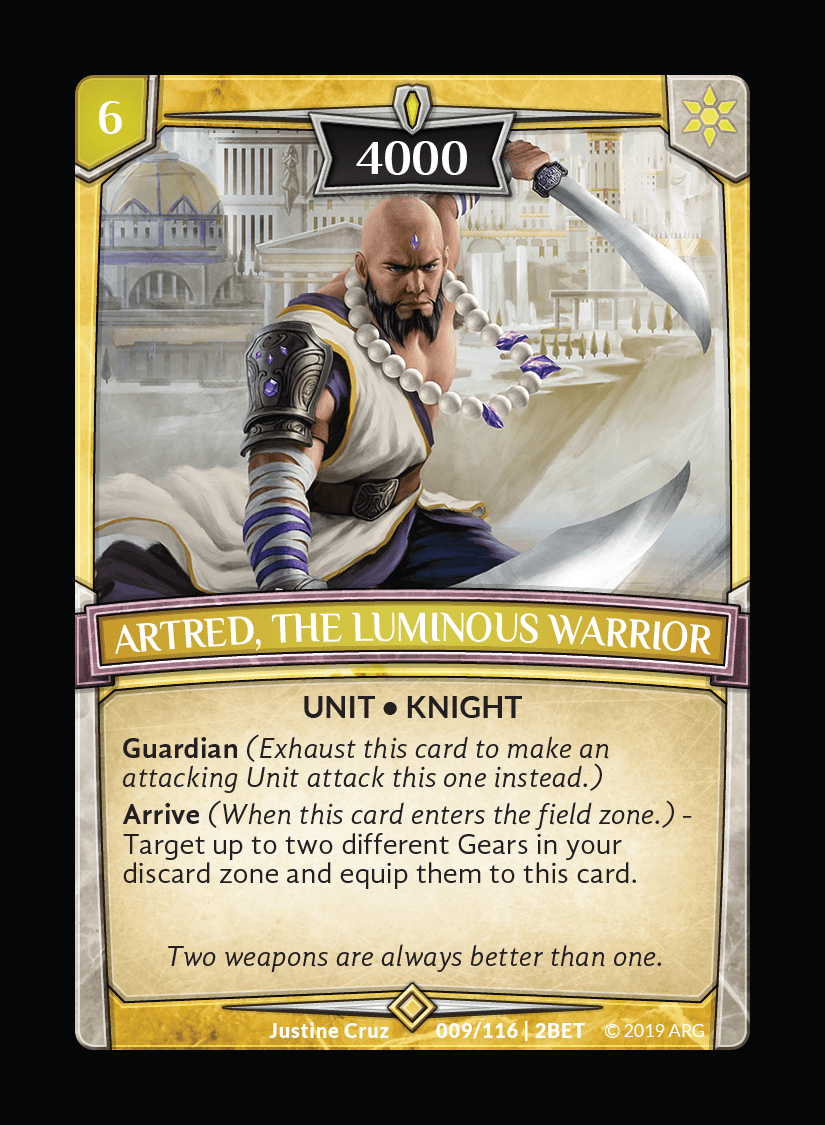 6
4000
ARTRED, THE LUMINOUS WARRIOR
UNIT • KNIGHT
Guardian (Exhaust this card to make an
attacking Unit attack this one instead.)
Arrive (When this card enters the field zone.) -
Target up to two different Gears in your
discard zone and equip them to this card.
Two weapons are always better than one.
Justine Cruz 009/116 | 2BET © 2019 ARG